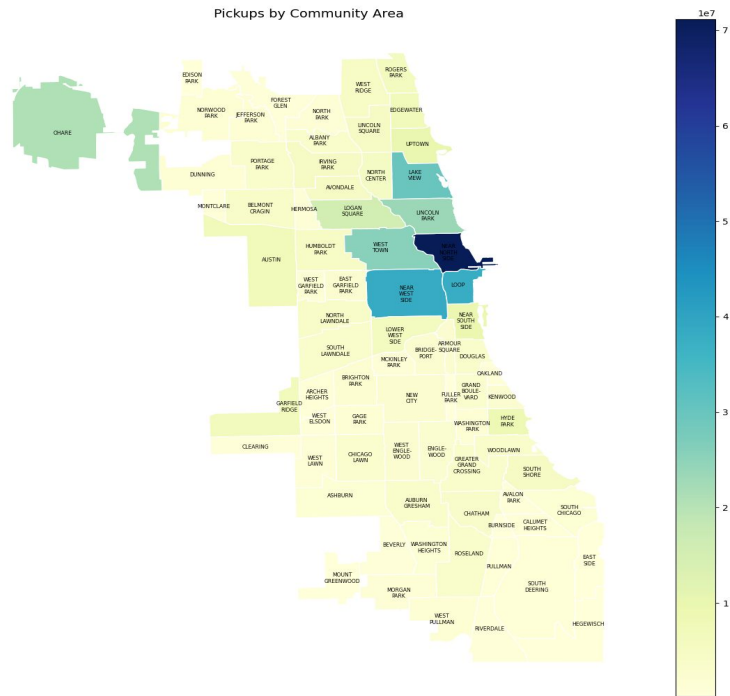 Pickups by Community Area
1e7
7
6
5
4
3
2
1
EDISON
PARK
NORWOOD
PARK
JEFFERSON
PARK
FOREST
GLEN
NORTH
PARK
WEST
RIDGE
ROGERS
PARK
EDGEWATER
LINCOLN
SQUARE
ALBANY
PARK
UPTOWN
OHARE
DUNNING
PORTAGE
PARK
IRVING
PARK
NORTH
CENTER
LAKE
VIEW
AVONDALE
MONTCLARE
BELMONT
CRAGIN
HERMOSA
LOGAN
SQUARE
LINCOLN
PARK
AUSTIN
HUMBOLDT
PARK
WEST
TOWN
NEAR
NORTH
SIDE
WEST
GARFIELD
PARK
EAST
GARFIELD
PARK
NEAR
WEST
SIDE
LOOP
NORTH
LAWNDALE
LOWER
WEST
SIDE
NEAR
SOUTH
SIDE
SOUTH
LAWNDALE
MCKINLEY
PARK
BRIDGE-
PORT
ARMOUR
SQUARE
DOUGLAS
OAKLAND
BRIGHTON
PARK
ARCHER
HEIGHTS
NEW
CITY
FULLER
PARK
GRAND
BOULE-
VARD
KENWOOD
GARFIELD
RIDGE
WEST
ELSDON
GAGE
PARK
WASHINGTON
PARK
HYDE
PARK
CLEARING
WEST
LAWN
CHICAGO
LAWN
WEST
ENGLE-
WOOD
ENGLE-
WOOD
GREATER
GRAND
CROSSING
WOODLAWN
SOUTH
SHORE
ASHBURN
AUBURN
GRESHAM
CHATHAM
AVALON
PARK
SOUTH
CHICAGO
BURNSIDE
CALUMET
HEIGHTS
BEVERLY
WASHINGTON
HEIGHTS
ROSELAND
PULLMAN
EAST
SIDE
MOUNT
GREENWOOD
MORGAN
PARK
SOUTH
DEERING
WEST
PULLMAN
RIVERDALE
HEGEWISCH